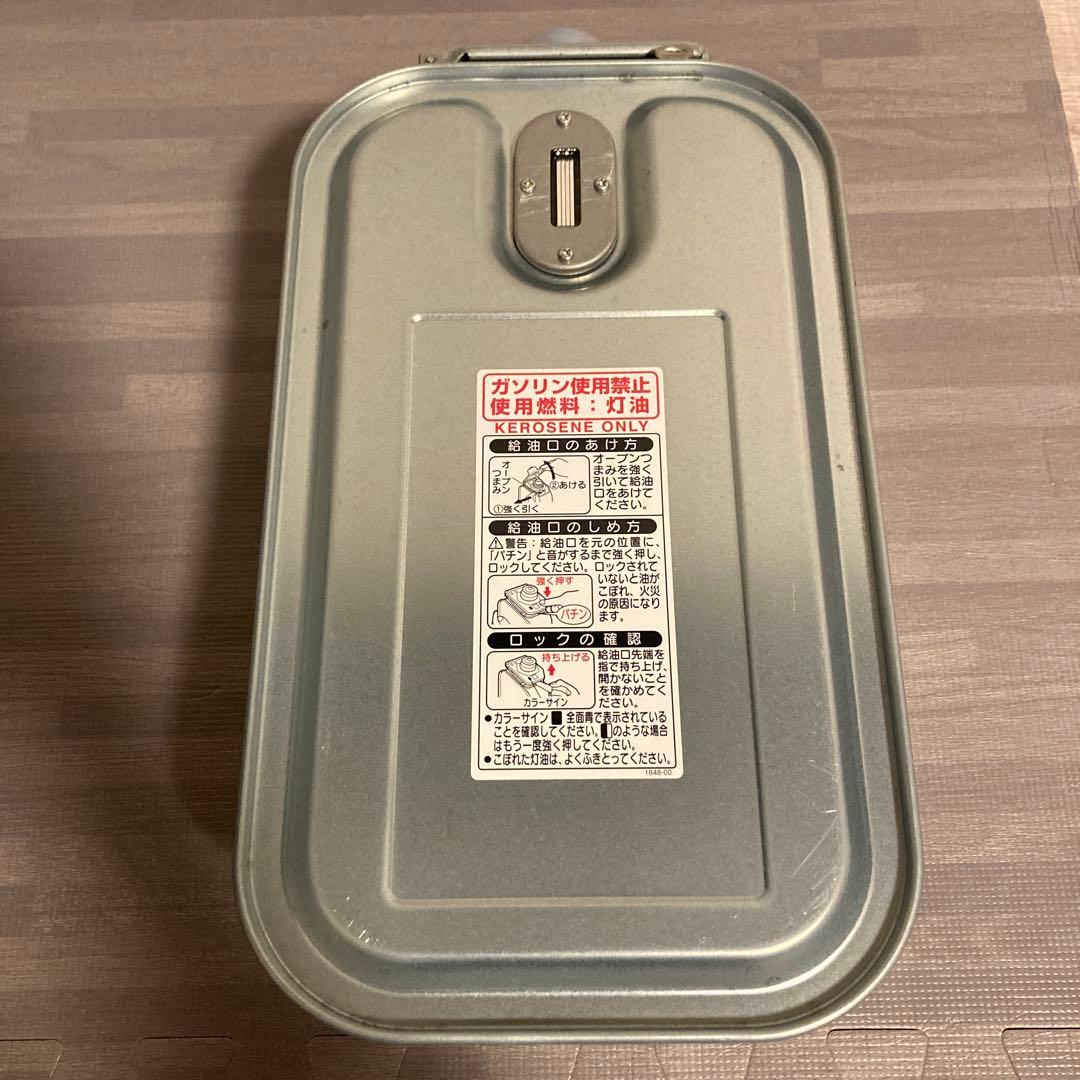 ガソリン使用禁止
使用燃料：灯油
KEROSENE ONLY
給油口のあけ方
オープンつまみ
②あける
①強く引く
オープンつ
まみを強く
引いて給油
口をあけて
ください。
給油口のしめ方
⚠警告：給油口を元の位置に、
「パチン」と音がするまで強く押し、
ロックしてください。ロックされて
いないと油が
こぼれ、火災
の原因になり
ます。
強く押す
パチン
ロックの確認
持ち上げる
カラーサイン
給油口先端を
指で持ち上げ、
開かないこと
を確かめてく
ださい。
●カラーサイン■全面青で表示されている
ことを確認してください。◧のような場合
はもう一度強く押してください。
●こぼれた灯油は、よくふきとってください。
1848-00